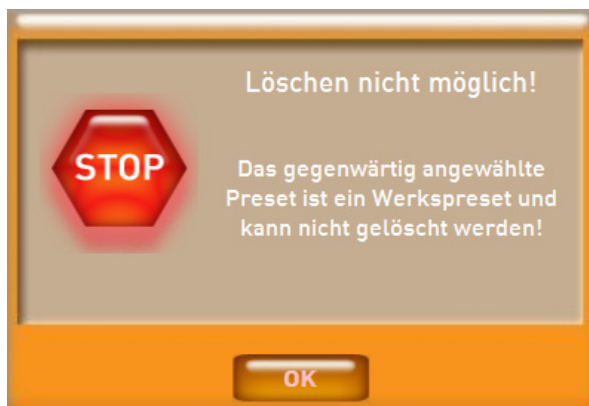 Löschen nicht möglich!
STOP
Das gegenwärtig angewählte
Preset ist ein Werkspreset und
kann nicht gelöscht werden!
OK